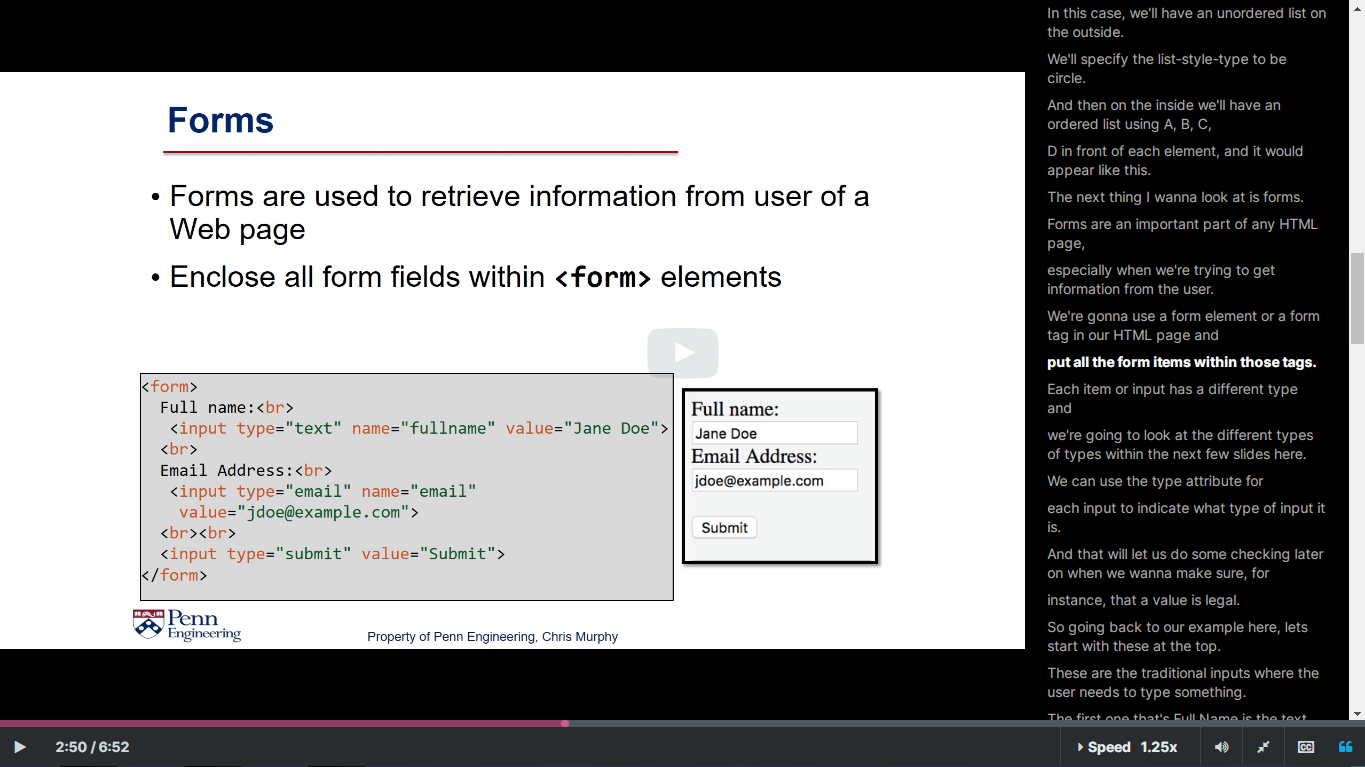 Forms
• Forms are used to retrieve information from user of a
Web page
• Enclose all form fields within <form> elements
<form>
Full name:<br>
<input type="text" name="fullname" value="Jane Doe">
<br>
Email Address:<br>
<input type="email" name="email"
value="jdoe@example.com">
<br><br>
<input type="submit" value="Submit">
</form>
Full name:
Jane Doe
Email Address:
jdoe@example.com
Submit
Penn
Engineering
Property of Penn Engineering, Chris Murphy
In this case, we'll have an unordered list on
the outside.
We'll specify the list-style-type to be
circle.
And then on the inside we'll have an
ordered list using A, B, C,
D in front of each element, and it would
appear like this.
The next thing I wanna look at is forms.
Forms are an important part of any HTML
page,
especially when we're trying to get
information from the user.
We're gonna use a form element or a form
tag in our HTML page and
put all the form items within those tags.
Each item or input has a different type
and
we're going to look at the different types
of types within the next few slides here.
We can use the type attribute for
each input to indicate what type of input it
is.
And that will let us do some checking later
on when we wanna make sure, for
instance, that a value is legal.
So going back to our example here, lets
start with these at the top.
These are the traditional inputs where the
user needs to type something.
The first one that's Full Name is the text
2:50 / 6:52
Speed 1.25x
CC